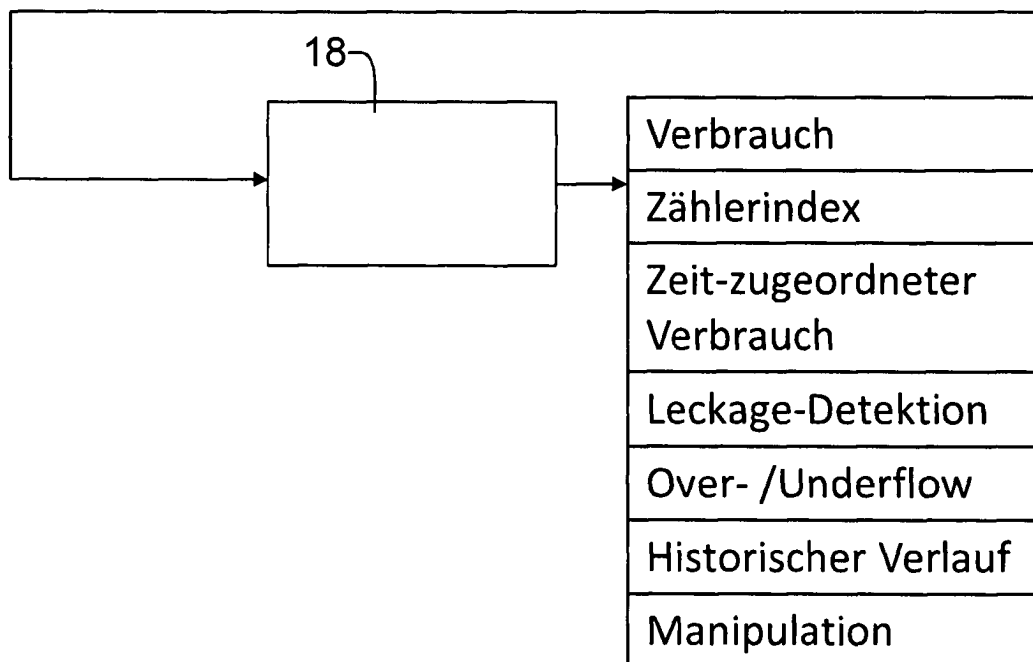 18
Verbrauch
Zählerindex
Zeit-zugeordneter
Verbrauch
Leckage-Detektion
Over- /Underflow
Historischer Verlauf
Manipulation